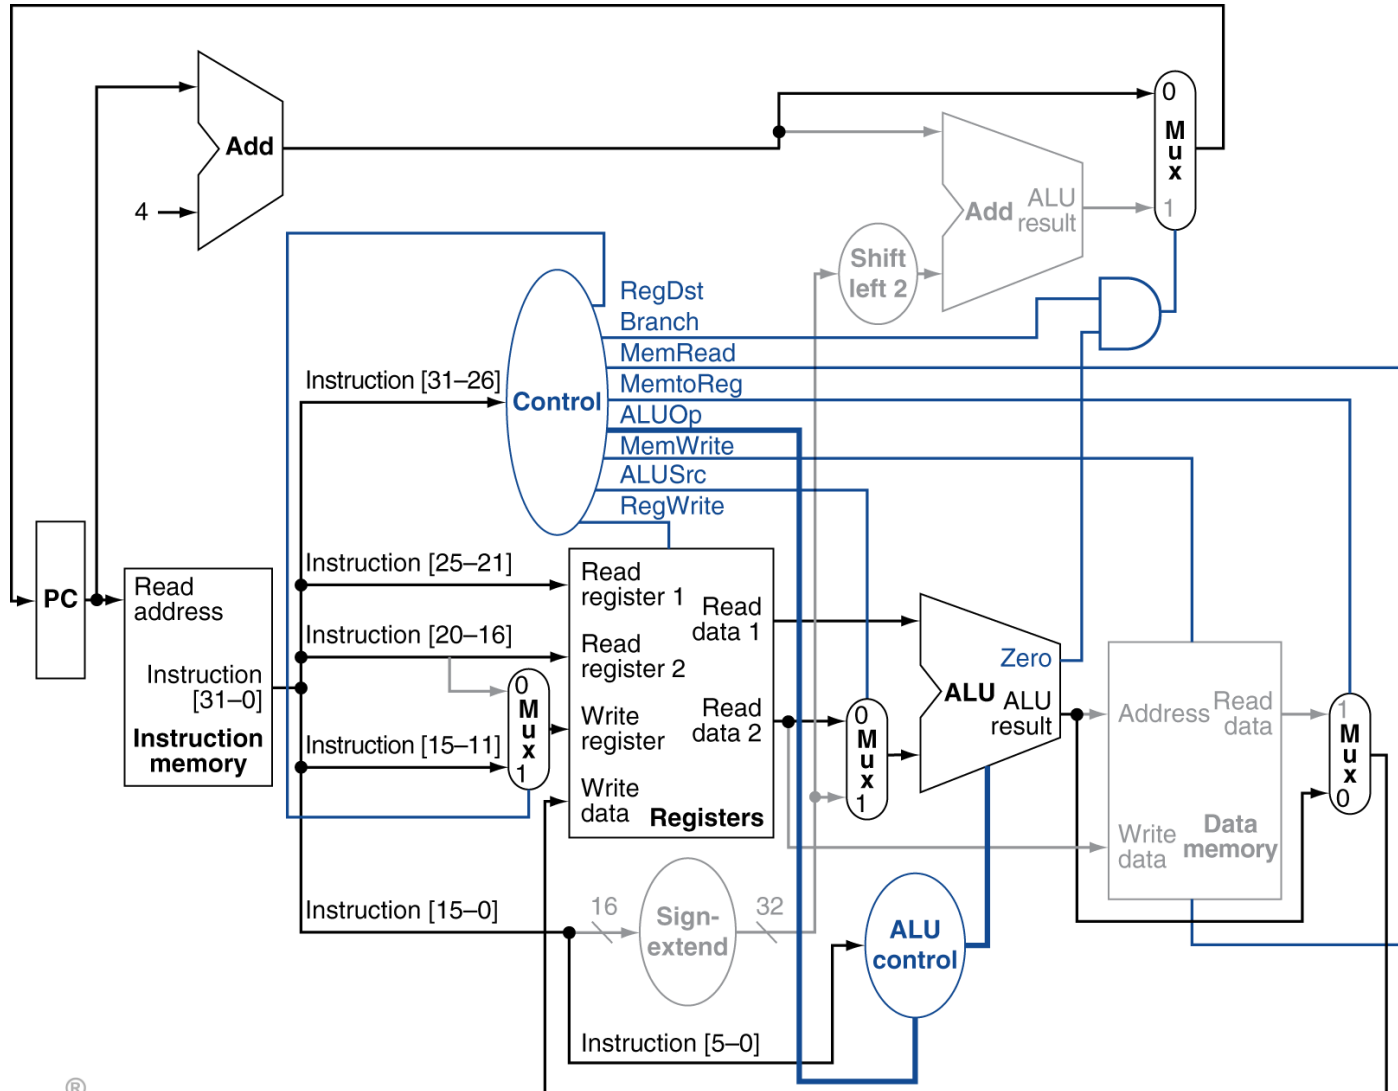 0
M
u
x
1
Add
4
Add
ALU
result
Shift
left 2
RegDst
Branch
MemRead
MemtoReg
ALUOp
MemWrite
ALUSrc
RegWrite
Control
Instruction [31–26]
Instruction [25–21]
Instruction [20–16]
Instruction [15–11]
Instruction [15–0]
Instruction [5–0]
PC
Read
address
Instruction
[31–0]
Instruction
memory
0
M
u
x
1
Read
register 1
Read
register 2
Write
register
Write
data
Read
data 1
Read
data 2
Registers
0
M
u
x
1
Zero
ALU
ALU
result
Address
Read
data
Write
data
Data
memory
1
M
u
x
0
16
Sign-
extend
32
ALU
control
®